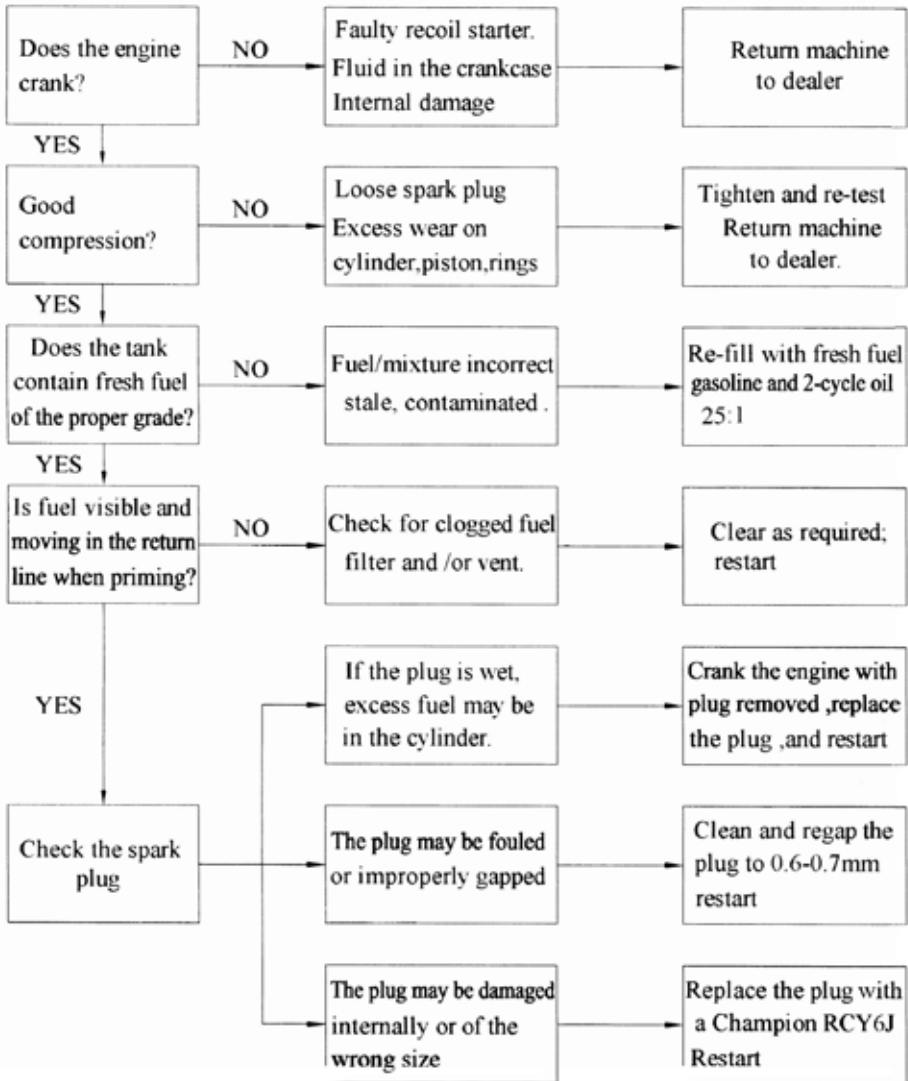 Does the engine
crank?
NO
Faulty recoil starter.
Fluid in the crankcase
Internal damage
Return machine
to dealer
YES
Good
compression?
NO
Loose spark plug
Excess wear on
cylinder,piston,rings
Tighten and re-test
Return machine
to dealer.
YES
Does the tank
contain fresh fuel
of the proper grade?
NO
Fuel/mixture incorrect
stale, contaminated .
Re-fill with fresh fuel
gasoline and 2-cycle oil
25:1
YES
Is fuel visible and
moving in the return
line when priming?
NO
Check for clogged fuel
filter and /or vent.
Clear as required;
restart
YES
If the plug is wet,
excess fuel may be
in the cylinder.
Crank the engine with
plug removed ,replace
the plug ,and restart
Check the spark
plug
The plug may be fouled
or improperly gapped
Clean and regap the
plug to 0.6-0.7mm
restart
The plug may be damaged
internally or of the
wrong size
Replace the plug with
a Champion RCY6J
Restart